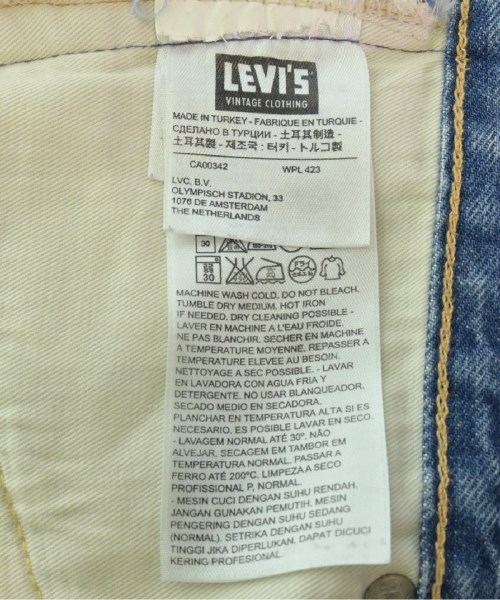 LEVI'S
VINTAGE CLOTHING
MADE IN TURKEY - FABRIQUE EN TURQUIE -
СДЕЛАНО В ТУРЦИИ - 土耳其制造 -
土耳其製 - 제조국 : 터키 - トルコ製
CA00342 WPL 423
LVC. B.V.
OLYMPISCH STADION, 33
1076 DE AMSTERDAM
THE NETHERLANDS
30
30
MACHINE WASH COLD. DO NOT BLEACH.
TUMBLE DRY MEDIUM. HOT IRON
IF NEEDED. DRY CLEANING POSSIBLE -
LAVER EN MACHINE A L'EAU FROIDE.
NE PAS BLANCHIR. SECHER EN MACHINE
A TEMPERATURE MOYENNE. REPASSER A
TEMPERATURE ELEVEE AU BESOIN.
NETTOYAGE A SEC POSSIBLE. - LAVAR
EN LAVADORA CON AGUA FRIA Y
DETERGENTE. NO USAR BLANQUEADOR.
SECADO MEDIO EN SECADORA.
PLANCHAR EN TEMPERATURA ALTA SI ES
NECESARIO. ES POSIBLE LAVAR EN SECO.
- LAVAGEM NORMAL ATÉ 30º. NÃO
ALVEJAR. SECAGEM EM TAMBOR EM
TEMPERATURA NORMAL. PASSAR A
FERRO ATÉ 200ºC. LIMPEZA A SECO
PROFISSIONAL P, NORMAL.
- MESIN CUCI DENGAN SUHU RENDAH.
JANGAN GUNAKAN PEMUTIH. MESIN
PENGERING DENGAN SUHU SEDANG
(NORMAL). SETRIKA DENGAN SUHU
TINGGI JIKA DIPERLUKAN, DAPAT DICUCI
KERING PROFESIONAL.